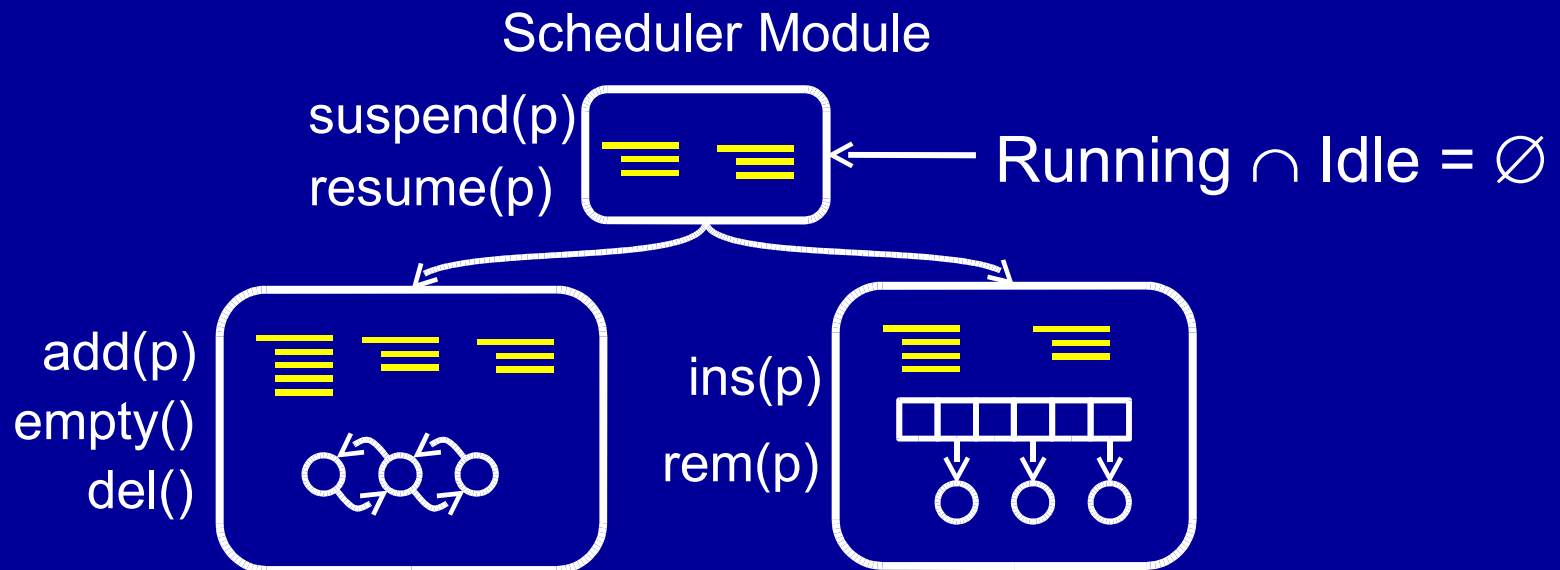 Scheduler Module
suspend(p)
resume(p)
Running ∩ Idle = ∅
add(p)
empty()
del()
ins(p)
rem(p)